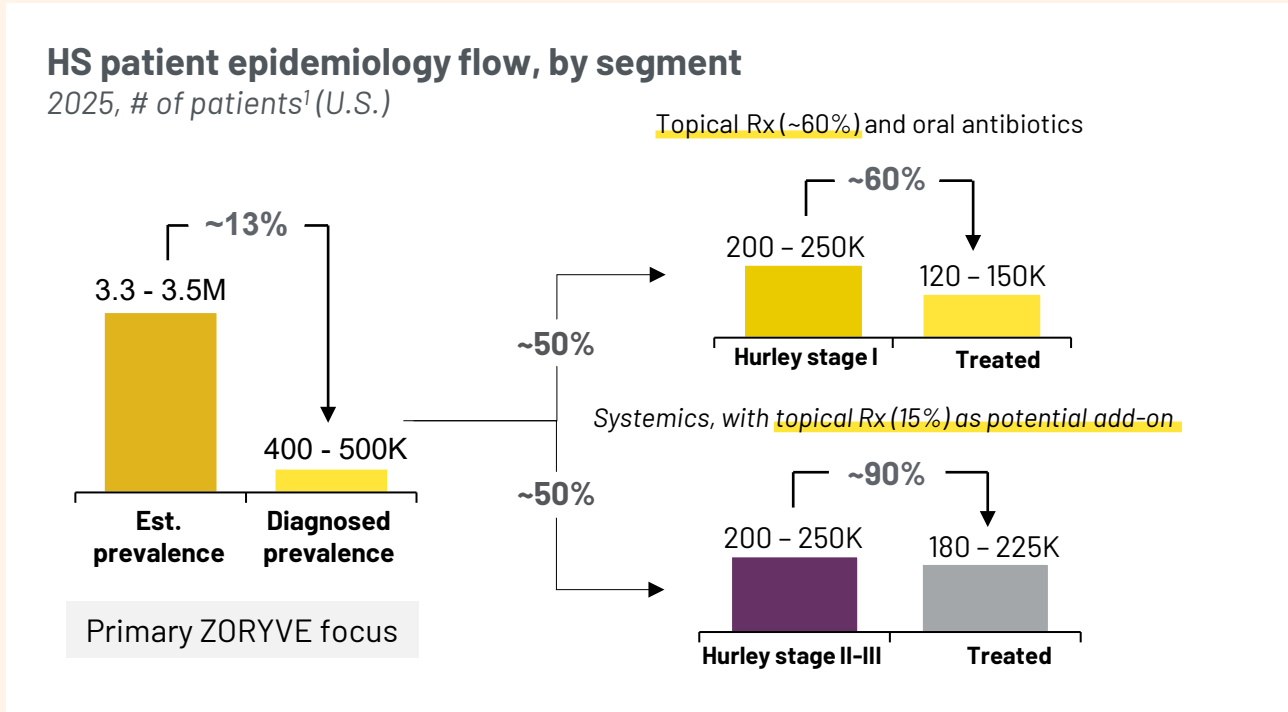 HS patient epidemiology flow, by segment
2025, # of patients¹ (U.S.)
~13%
3.3 - 3.5M
400 - 500K
Est.
prevalence
Diagnosed
prevalence
Primary ZORYVE focus
~50%
~50%
Topical Rx (~60%) and oral antibiotics
~60%
200 – 250K
120 – 150K
Hurley stage I
Treated
Systemics, with topical Rx (15%) as potential add-on
~90%
200 – 250K
180 – 225K
Hurley stage II-III
Treated